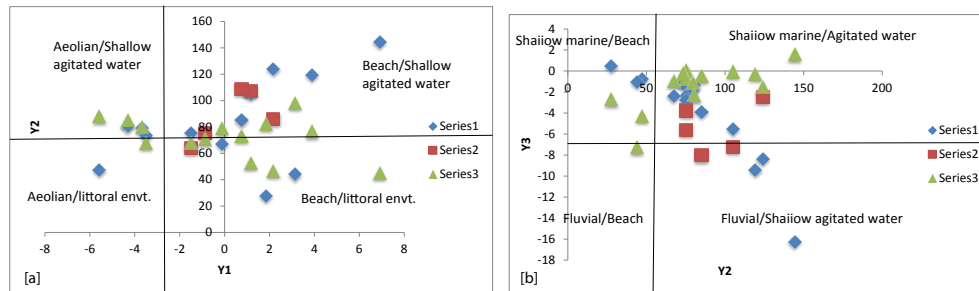 160
140
120
100
80
60
40
20
0
-8
-6
-4
-2
0
2
4
6
8
Y2
Y1
Aeolian/Shallow
agitated water
Beach/Shallow
agitated water
Aeolian/littoral envt.
Beach/littoral envt.
Series1
Series2
Series3
[a]
4
2
0
-2
-4
-6
-8
-10
-12
-14
-16
-18
0
50
100
150
200
Y3
Y2
Shaiiow marine/Beach
Shaiiow marine/Agitated water
Fluvial/Beach
Fluvial/Shaiiow agitated water
Series1
Series2
Series3
[b]